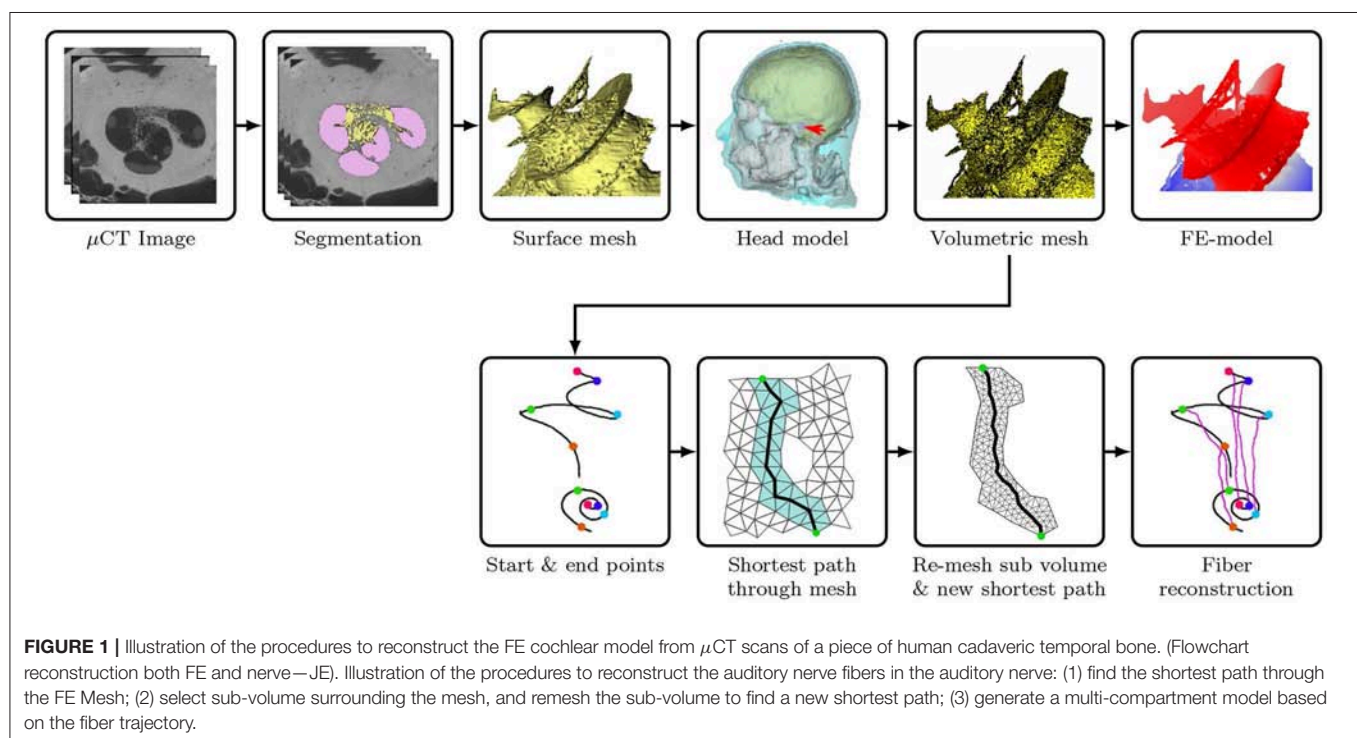 μCT Image
Segmentation
Surface mesh
Head model
Volumetric mesh
FE-model
Start & end points
Shortest path
through mesh
Re-mesh sub volume
& new shortest path
Fiber
reconstruction
FIGURE 1 | Illustration of the procedures to reconstruct the FE cochlear model from μCT scans of a piece of human cadaveric temporal bone. (Flowchart
reconstruction both FE and nerve—JE). Illustration of the procedures to reconstruct the auditory nerve fibers in the auditory nerve: (1) find the shortest path through
the FE Mesh; (2) select sub-volume surrounding the mesh, and remesh the sub-volume to find a new shortest path; (3) generate a multi-compartment model based
on the fiber trajectory.